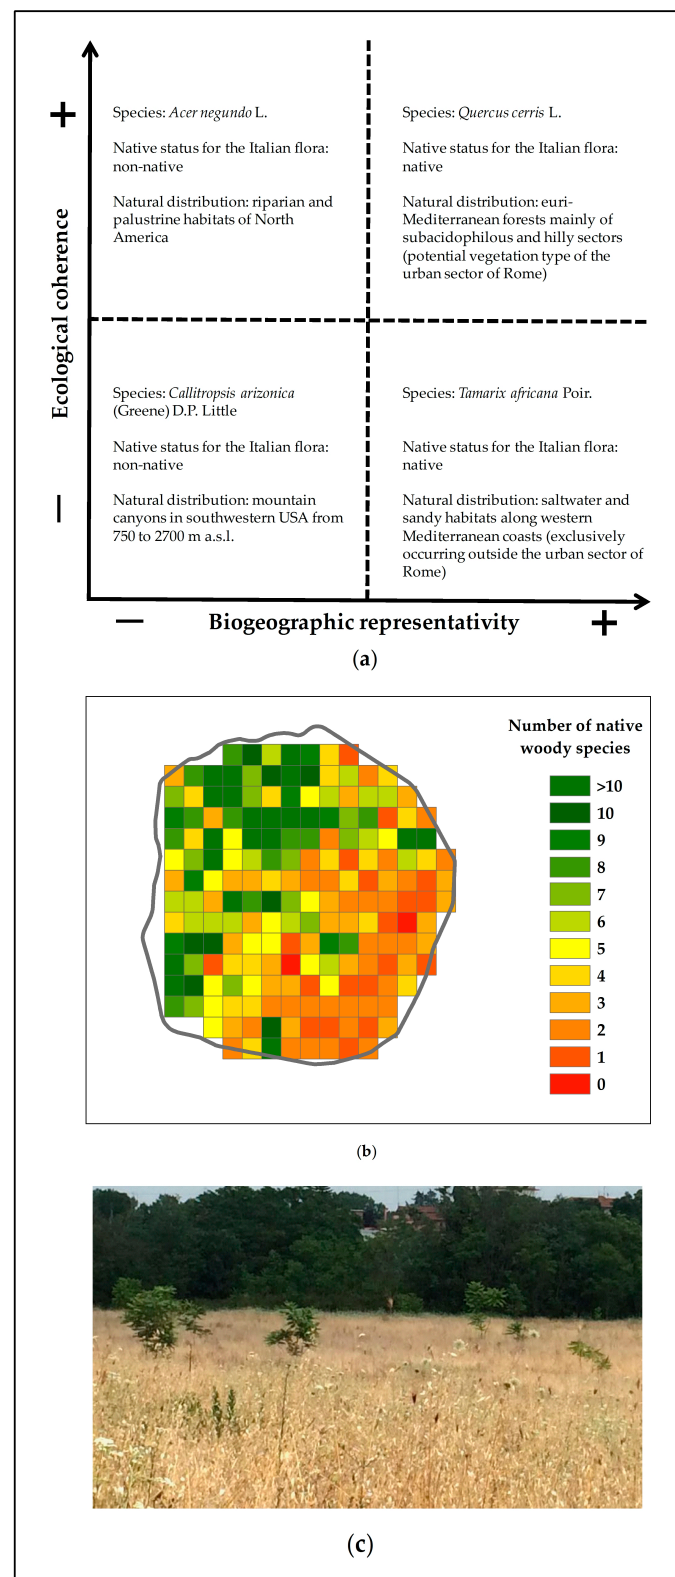 +
Species: Acer negundo L.
Native status for the Italian flora:
non-native
Natural distribution: riparian and
palustrine habitats of North
America
Species: Quercus cerris L.
Native status for the Italian flora:
native
Natural distribution: euri-
Mediterranean forests mainly of
subacidophilous and hilly sectors
(potential vegetation type of the
urban sector of Rome)
Ecological coherence
Species: Callitropsis arizonica
(Greene) D.P. Little
Native status for the Italian flora:
non-native
Natural distribution: mountain
canyons in southwestern USA from
750 to 2700 m a.s.l.
Species: Tamarix africana Poir.
Native status for the Italian flora:
native
Natural distribution: saltwater and
sandy habitats along western
Mediterranean coasts (exclusively
occurring outside the urban sector of
Rome)
—
— Biogeographic representativity +
(a)
Number of native
woody species
>10
10
9
8
7
6
5
4
3
2
1
0
(b)
(c)